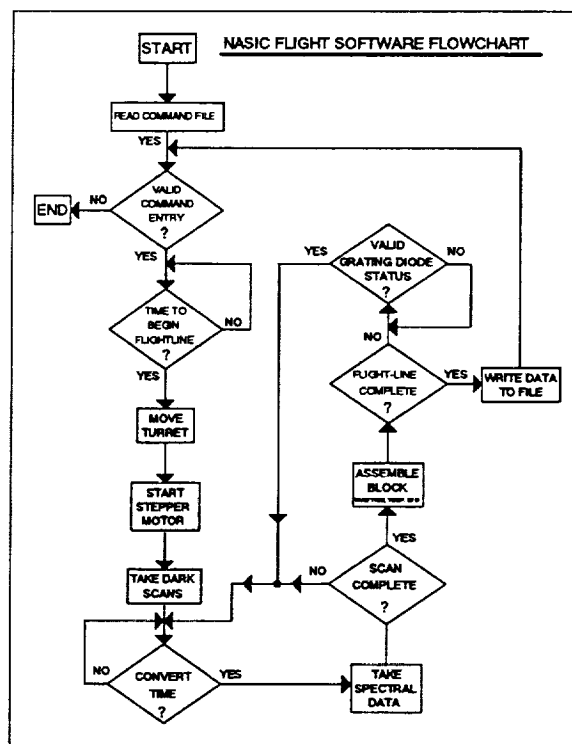 NASIC FLIGHT SOFTWARE FLOWCHART
START
READ COMMAND FILE
YES
VALID
COMMAND
ENTRY
?
NO
END
YES
TIME TO
BEGIN
FLIGHTLINE
?
NO
YES
MOVE
TURRET
START
STEPPER
MOTOR
TAKE DARK
SCANS
CONVERT
TIME
?
NO
YES
TAKE
SPECTRAL
DATA
SCAN
COMPLETE
?
NO
YES
ASSEMBLE
BLOCK
FLIGHT-LINE
COMPLETE
?
YES
WRITE DATA
TO FILE
NO
VALID
GRATING DIODE
STATUS
?
YES
NO